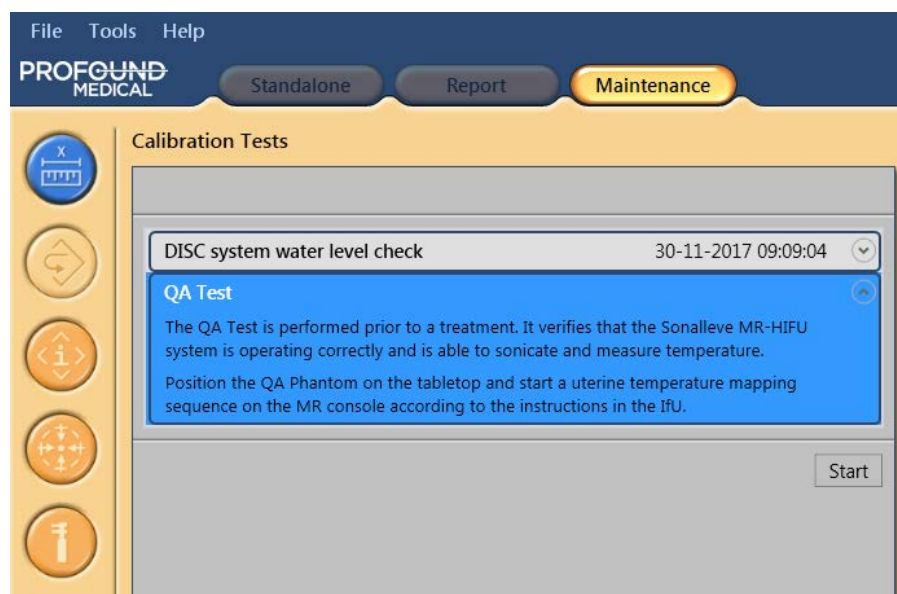 File Tools Help
PROFOUND
MEDICAL
Standalone Report Maintenance
Calibration Tests
X
DISC system water level check 30-11-2017 09:09:04
QA Test
The QA Test is performed prior to a treatment. It verifies that the Sonalleve MR-HIFU
system is operating correctly and is able to sonicate and measure temperature.
Position the QA Phantom on the tabletop and start a uterine temperature mapping
sequence on the MR console according to the instructions in the IfU.
Start